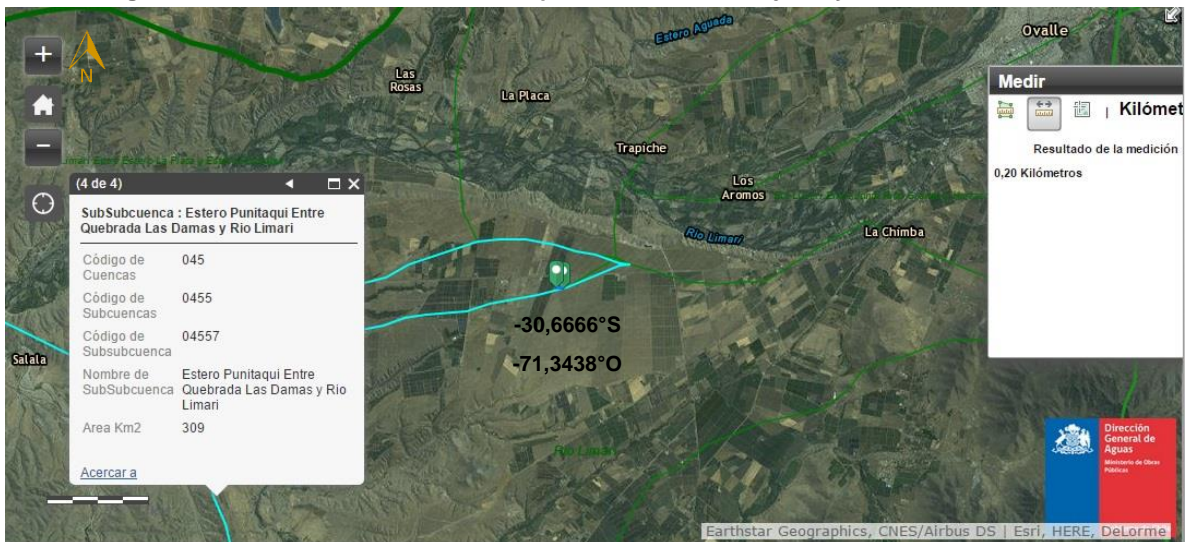 +
N
−
Estero Aguada
Ovalle
Las
Rosas
La Placa
Trapiche
Los
Aromos
Río Limarí
La Chimba
Salala
Rio Limari
Medir
| Kilómet
Resultado de la medición
0,20 Kilómetros
(4 de 4)
SubSubcuenca : Estero Punitaqui Entre
Quebrada Las Damas y Rio Limari
Código de
Cuencas
045
Código de
Subcuencas
0455
Código de
Subsubcuenca
04557
Nombre de
SubSubcuenca
Estero Punitaqui Entre
Quebrada Las Damas y Rio
Limari
Area Km2
309
Acercar a
-30,6666°S
-71,3438°O
Dirección
General de
Aguas
Ministerio de Obras
Públicas
Earthstar Geographics, CNES/Airbus DS | Esri, HERE, DeLorme